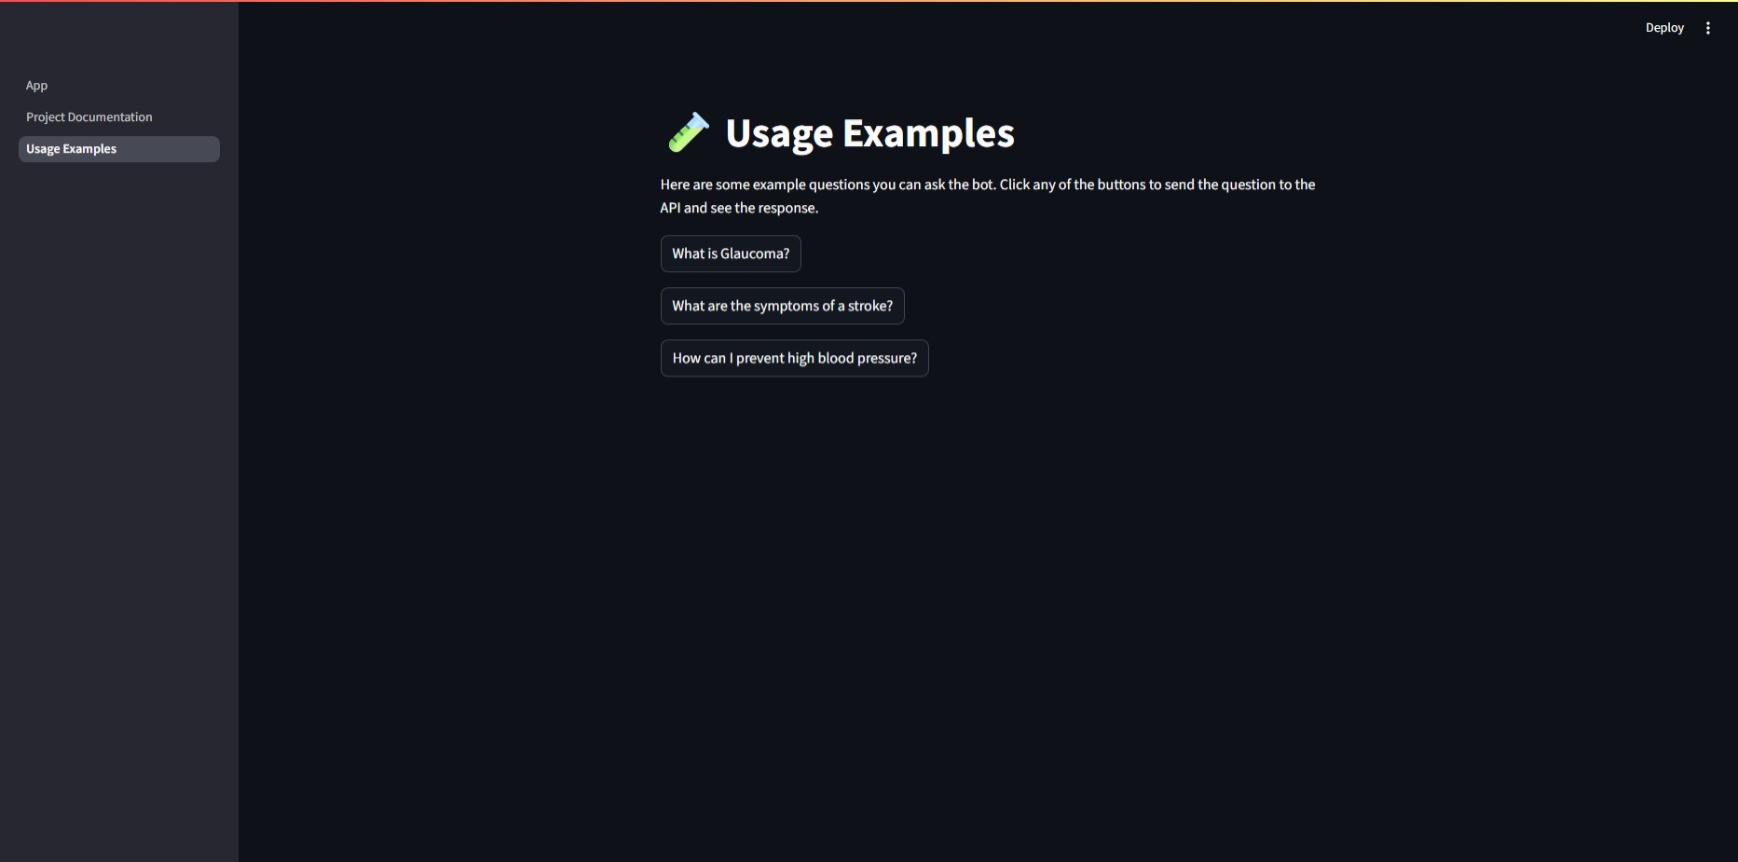 Deploy
App
Project Documentation
Usage Examples
Usage Examples
Here are some example questions you can ask the bot. Click any of the buttons to send the question to the
API and see the response.
What is Glaucoma?
What are the symptoms of a stroke?
How can I prevent high blood pressure?